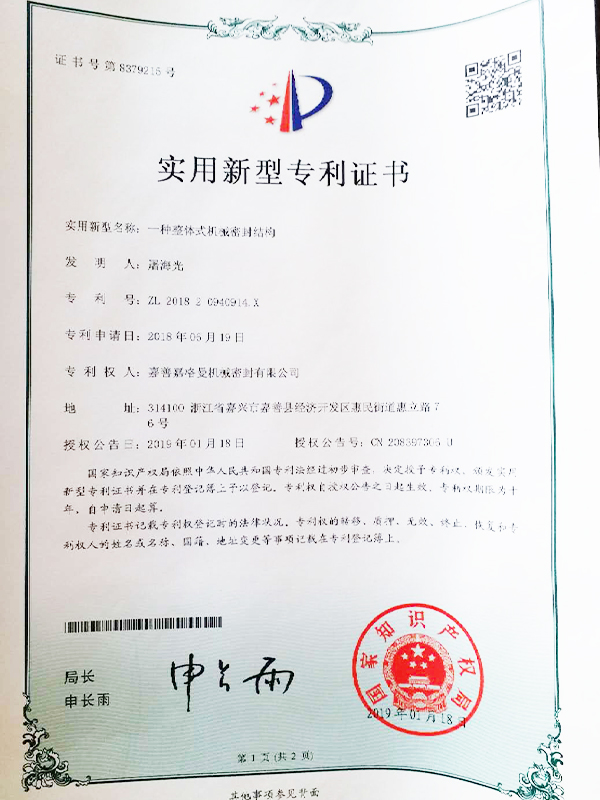 证书号第8379215号
实用新型专利证书
实用新型名称：一种整体式机械密封结构
发明人：屠海光
专利号：ZL 2018 2 0940914.X
专利申请日：2018年06月19日
专利权人：嘉善嘉洛曼机械密封有限公司
地址：314100 浙江省嘉兴市嘉善县经济开发区惠民街道惠立路7
6号
授权公告日：2019年01月18日 授权公告号：CN 208397305 U
国家知识产权局依照中华人民共和国专利法经过初步审查，决定授予专利权，颁发实用
新型专利证书并在专利登记簿上予以登记。专利权自授权公告之日起生效。专利权期限为十
年，自申请日起算。
专利证书记载专利权登记时的法律状况。专利权的转移、质押、无效、终止、恢复和专
利权人的姓名或名称、国籍、地址变更等事项记载在专利登记簿上。
局长
申长雨
申长雨
国家知识产权局
2019年01月18日
第1页(共2页)
其他事项参见背面